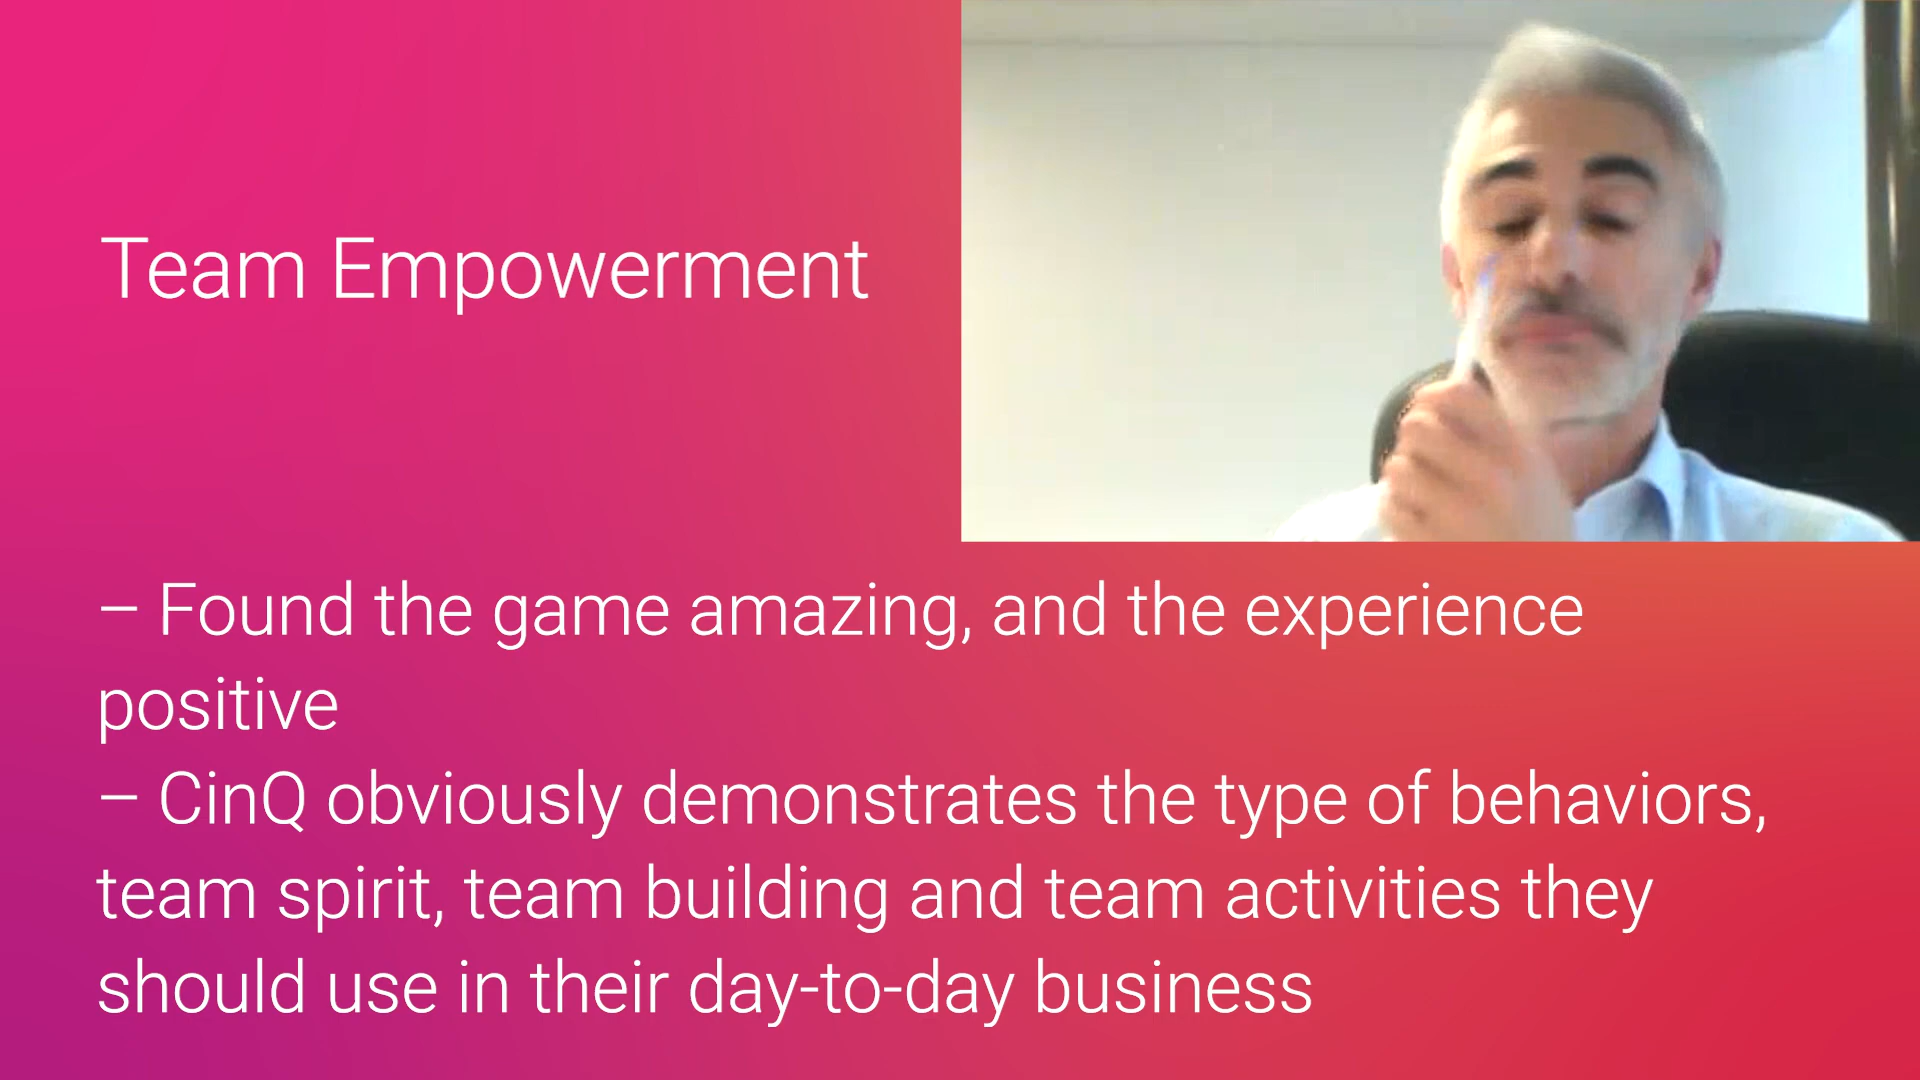 Team Empowerment
– Found the game amazing, and the experience
positive
– CinQ obviously demonstrates the type of behaviors,
team spirit, team building and team activities they
should use in their day-to-day business